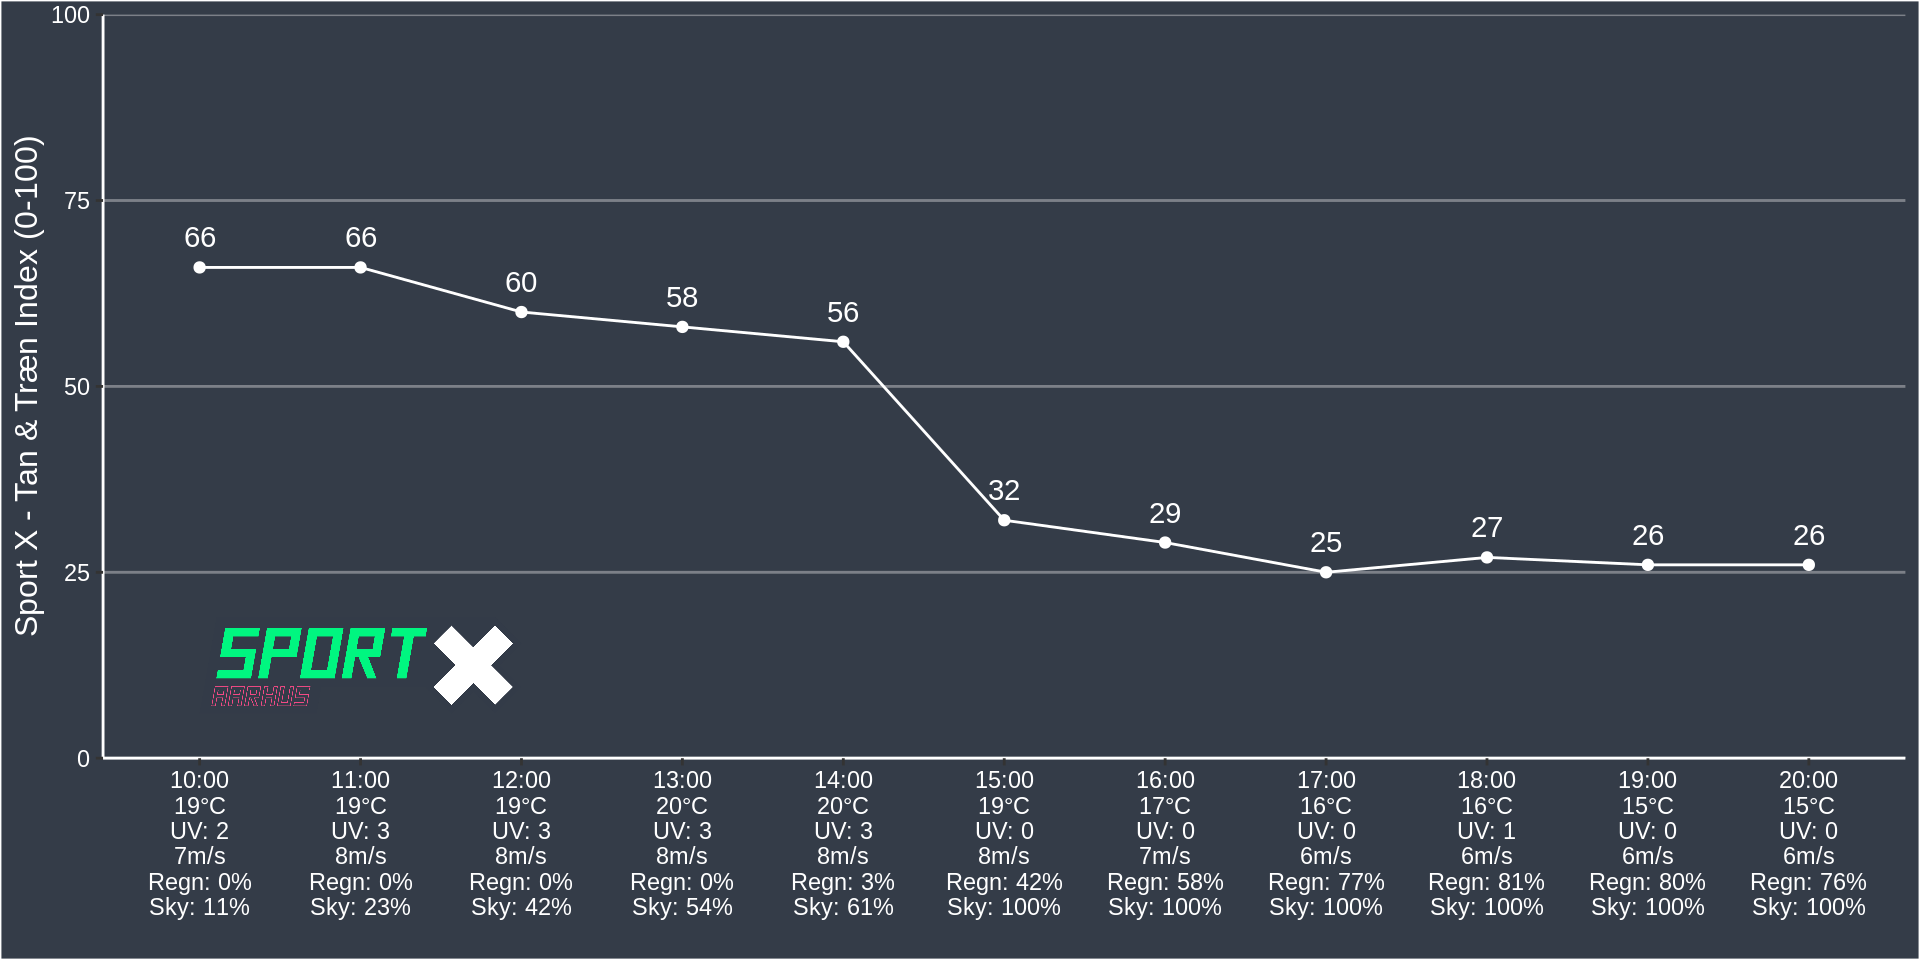 Sport X - Tan & Træn Index (0-100)
100
75
50
25
0
66
66
60
58
56
32
29
25
27
26
26
SPORT X
AARHUS
10:00 11:00 12:00 13:00 14:00 15:00 16:00 17:00 18:00 19:00 20:00
19°C 19°C 19°C 20°C 20°C 19°C 17°C 16°C 16°C 15°C 15°C
UV: 2 UV: 3 UV: 3 UV: 3 UV: 3 UV: 0 UV: 0 UV: 0 UV: 1 UV: 0 UV: 0
7m/s 8m/s 8m/s 8m/s 8m/s 8m/s 7m/s 6m/s 6m/s 6m/s 6m/s
Regn: 0% Regn: 0% Regn: 0% Regn: 0% Regn: 3% Regn: 42% Regn: 58% Regn: 77% Regn: 81% Regn: 80% Regn: 76%
Sky: 11% Sky: 23% Sky: 42% Sky: 54% Sky: 61% Sky: 100% Sky: 100% Sky: 100% Sky: 100% Sky: 100% Sky: 100%